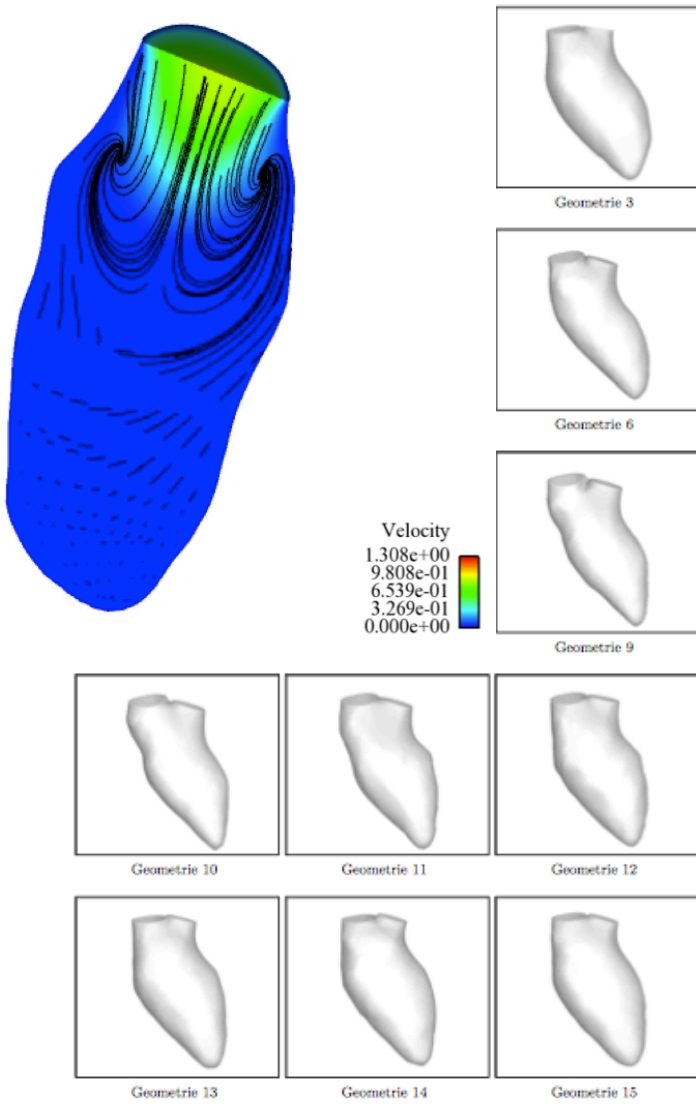 Geometrie 3
Geometrie 6
Velocity
1.308e+00
9.808e-01
6.539e-01
3.269e-01
0.000e+00
Geometrie 9
Geometrie 10
Geometrie 11
Geometrie 12
Geometrie 13
Geometrie 14
Geometrie 15